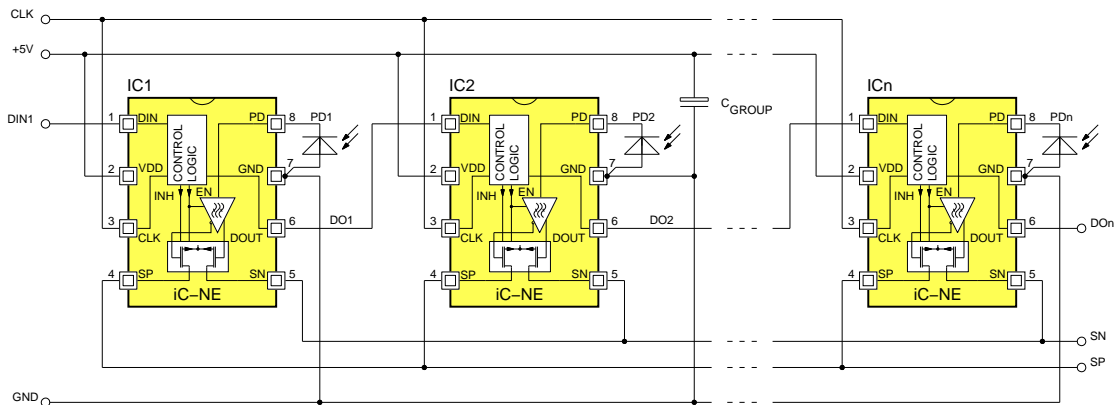 CLK
+5V
IC1
IC2
ICn
C GROUP
DIN1
1
DIN
PD
8
PD1
1
DIN
PD
8
PD2
1
DIN
PD
8
PDn
CONTROL LOGIC
CONTROL LOGIC
CONTROL LOGIC
2
VDD
GND
7
2
VDD
GND
7
2
VDD
GND
7
INH
EN
INH
EN
INH
EN
3
CLK
DOUT
6
DO1
3
CLK
DOUT
6
DO2
3
CLK
DOUT
6
DOn
4
SP
SN
5
4
SP
SN
5
4
SP
SN
5
iC–NE
iC–NE
iC–NE
SN
SP
GND